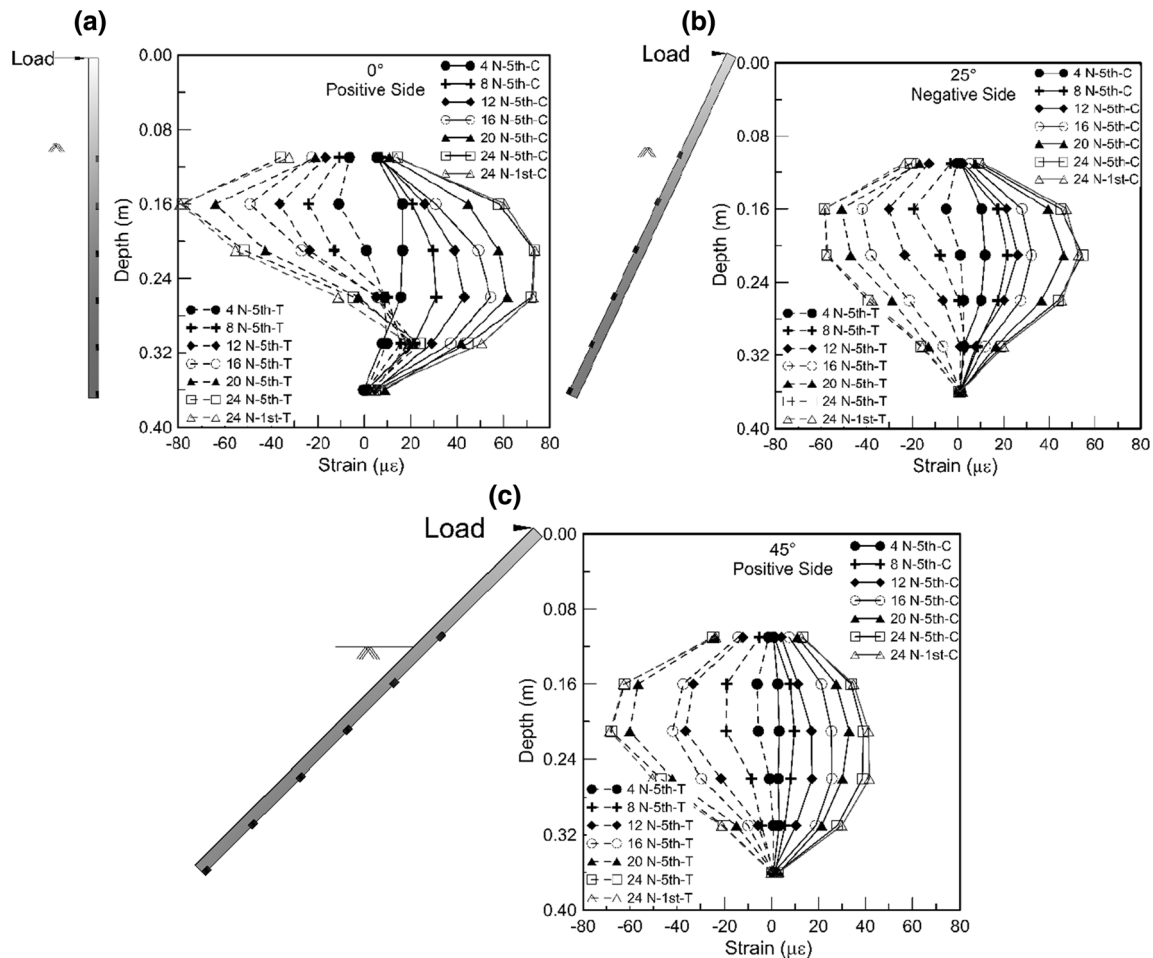 (a)
Load
0°
Positive Side
4 N-5th-C
8 N-5th-C
12 N-5th-C
16 N-5th-C
20 N-5th-C
24 N-5th-C
24 N-1st-C
4 N-5th-T
8 N-5th-T
12 N-5th-T
16 N-5th-T
20 N-5th-T
24 N-5th-T
24 N-1st-T
0.00
0.08
0.16
0.24
0.32
0.40
Depth (m)
-80 -60 -40 -20 0 20 40 60 80
Strain (με)
(b)
Load
25°
Negative Side
4 N-5th-C
8 N-5th-C
12 N-5th-C
16 N-5th-C
20 N-5th-C
24 N-5th-C
24 N-1st-C
4 N-5th-T
8 N-5th-T
12 N-5th-T
16 N-5th-T
20 N-5th-T
24 N-5th-T
24 N-1st-T
0.00
0.08
0.16
0.24
0.32
0.40
Depth (m)
-80 -60 -40 -20 0 20 40 60 80
Strain (με)
(c)
Load
45°
Positive Side
4 N-5th-C
8 N-5th-C
12 N-5th-C
16 N-5th-C
20 N-5th-C
24 N-5th-C
24 N-1st-C
4 N-5th-T
8 N-5th-T
12 N-5th-T
16 N-5th-T
20 N-5th-T
24 N-5th-T
24 N-1st-T
0.00
0.08
0.16
0.24
0.32
0.40
Depth (m)
-80 -60 -40 -20 0 20 40 60 80
Strain (με)